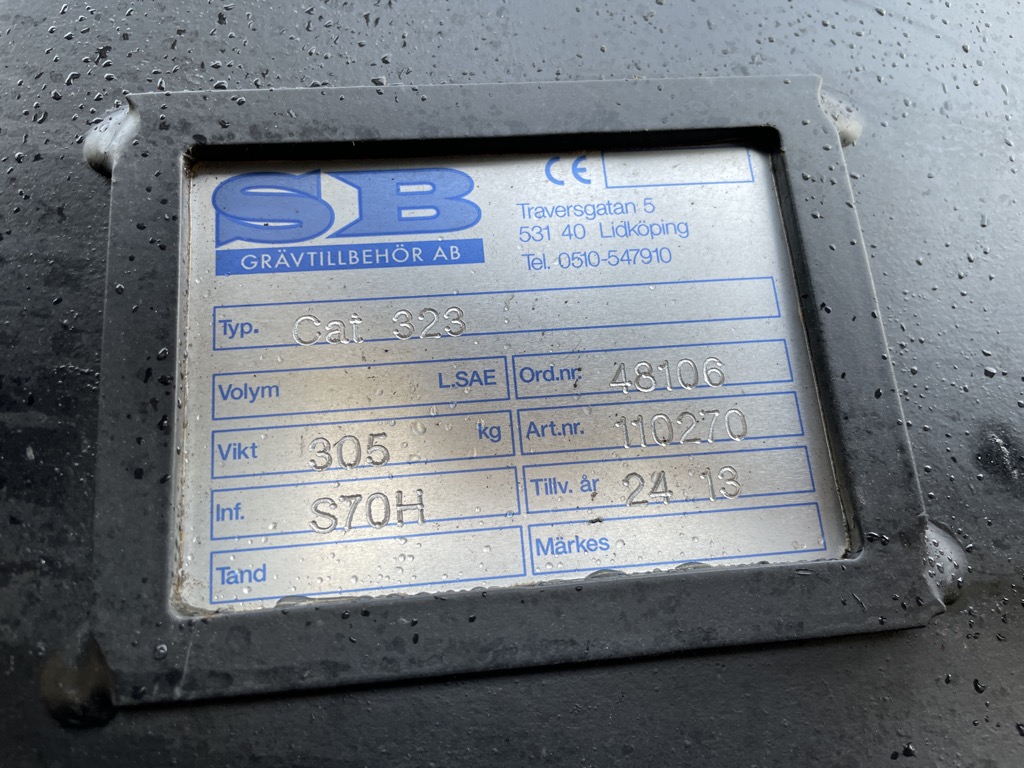 SB
GRÄVTILLBEHÖR AB
CE
Traversgatan 5
531 40 Lidköping
Tel. 0510-547910
Typ. Cat 323
Volym L.SAE
Ord.nr. 48106
Vikt 305 kg
Art.nr. 110270
Inf. S70H
Tillv. år 24 13
Tand
Märkes